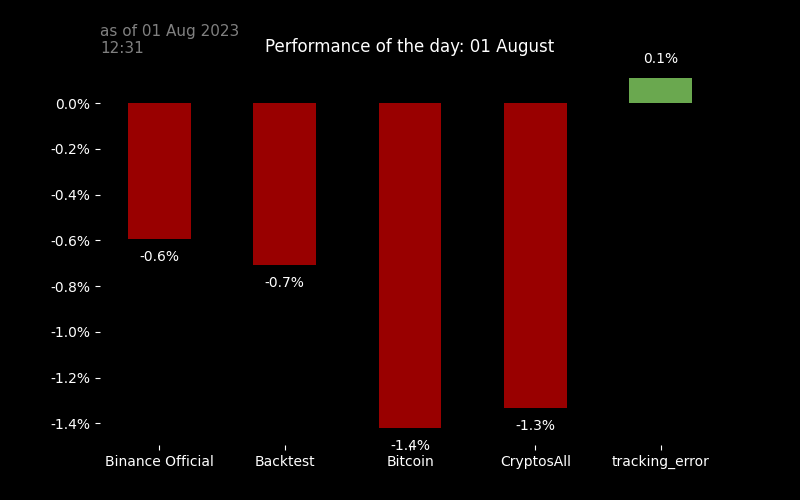 as of 01 Aug 2023
12:31
Performance of the day: 01 August
0.1%
0.0%
-0.2%
-0.4%
-0.6%
-0.8%
-1.0%
-1.2%
-1.4%
-0.6%
-0.7%
-1.4%
-1.3%
Binance Official
Backtest
Bitcoin
CryptosAll
tracking_error